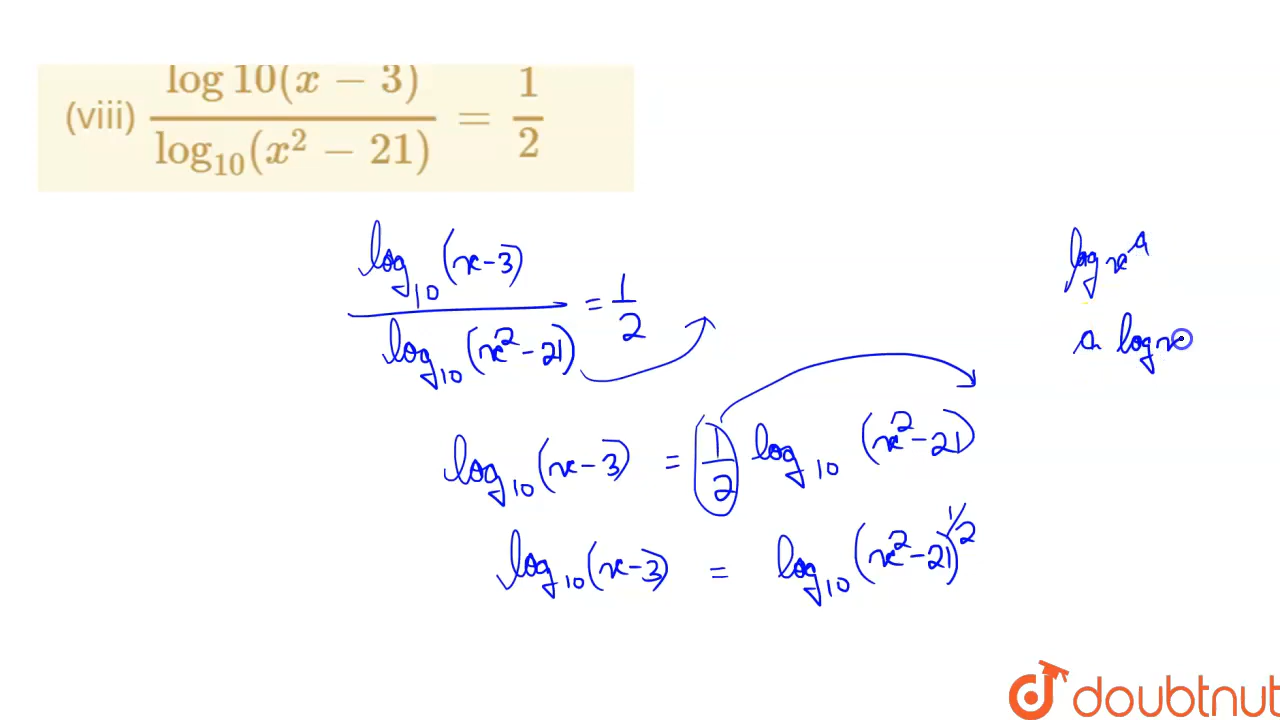 (viii) log 10(x − 3) / log₁₀(x² − 21) = 1/2
log₁₀(x-3) / log₁₀(x²-21) = 1/2
log xᵃ
a log x
log₁₀(x-3) = 1/2 log₁₀(x²-21)
log₁₀(x-3) = log₁₀(x²-21)^1/2
doubtnut